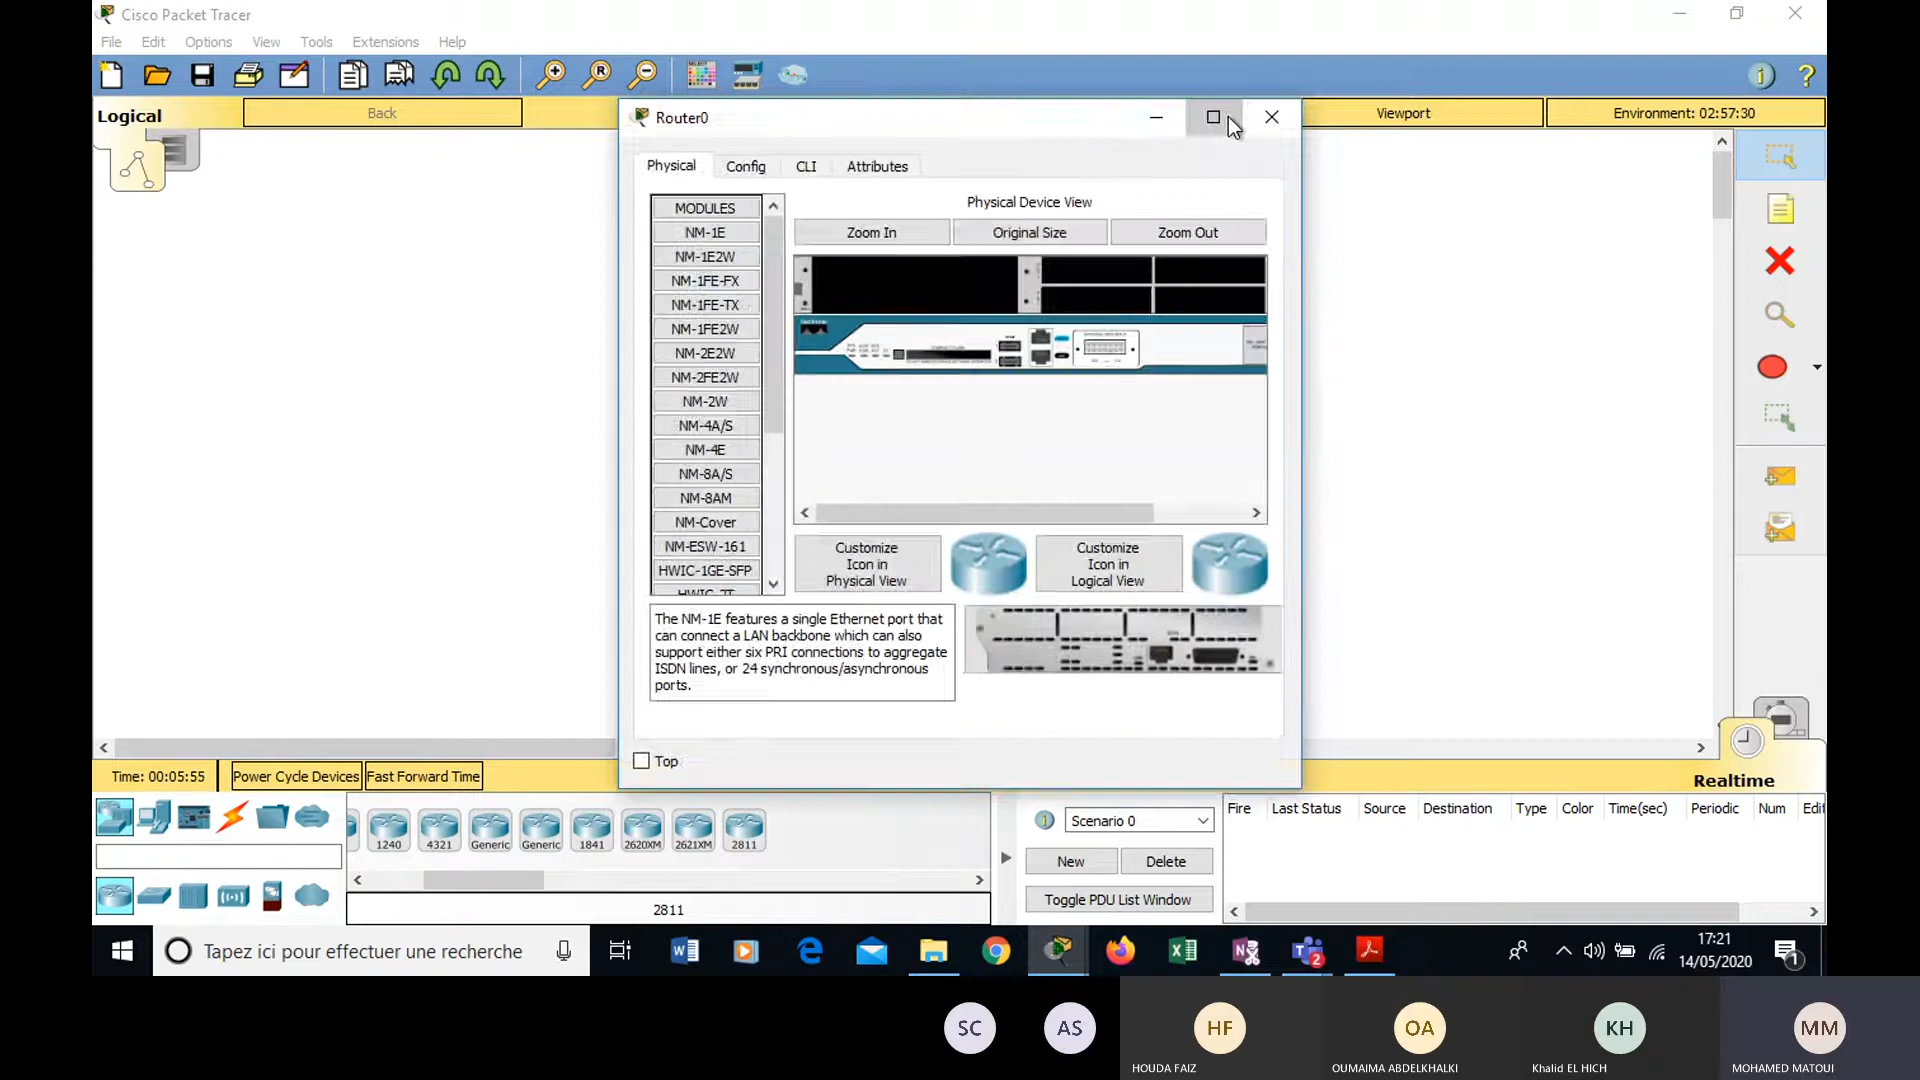 Cisco Packet Tracer
File Edit Options View Tools Extensions Help
Logical
Back
Viewport
Environment: 02:57:30
Router0
Physical Config CLI Attributes
MODULES
NM-1E
NM-1E2W
NM-1FE-FX
NM-1FE-TX
NM-1FE2W
NM-2E2W
NM-2FE2W
NM-2W
NM-4A/S
NM-4E
NM-8A/S
NM-8AM
NM-Cover
NM-ESW-161
HWIC-1GE-SFP
HWIC-2T
Physical Device View
Zoom In Original Size Zoom Out
Customize
Icon in
Physical View
Customize
Icon in
Logical View
The NM-1E features a single Ethernet port that
can connect a LAN backbone which can also
support either six PRI connections to aggregate
ISDN lines, or 24 synchronous/asynchronous
ports.
Top
Time: 00:05:55
Power Cycle Devices Fast Forward Time
Realtime
1240 4321 Generic Generic 1841 2620XM 2621XM 2811
2811
Scenario 0
New Delete
Toggle PDU List Window
Fire Last Status Source Destination Type Color Time(sec) Periodic Num Edit
Tapez ici pour effectuer une recherche
2
17:21
14/05/2020
1
SC AS HF OA KH MM
HOUDA FAIZ OUMAIMA ABDELKHALKI Khalid EL HICH MOHAMED MATOUI